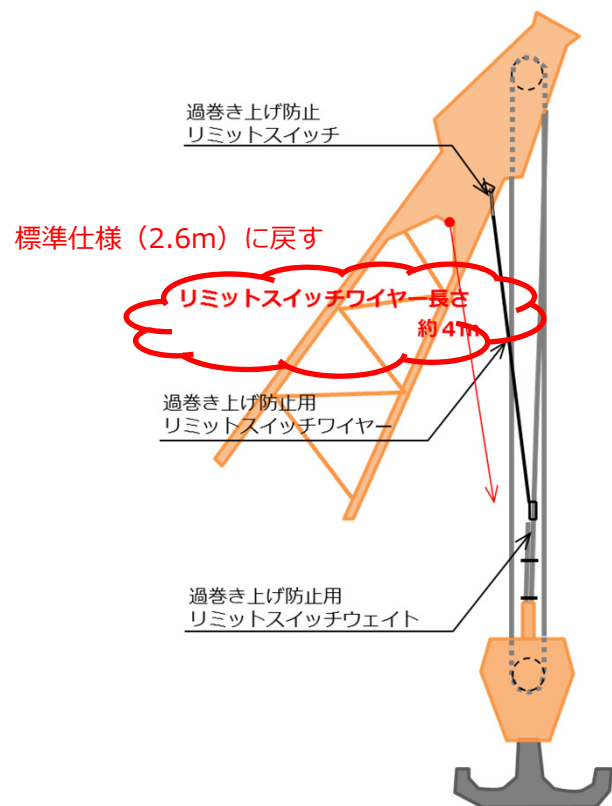 過巻き上げ防止
リミットスイッチ
標準仕様（2.6m）に戻す
リミットスイッチワイヤー長さ
約4m
過巻き上げ防止用
リミットスイッチワイヤー
過巻き上げ防止用
リミットスイッチウェイト